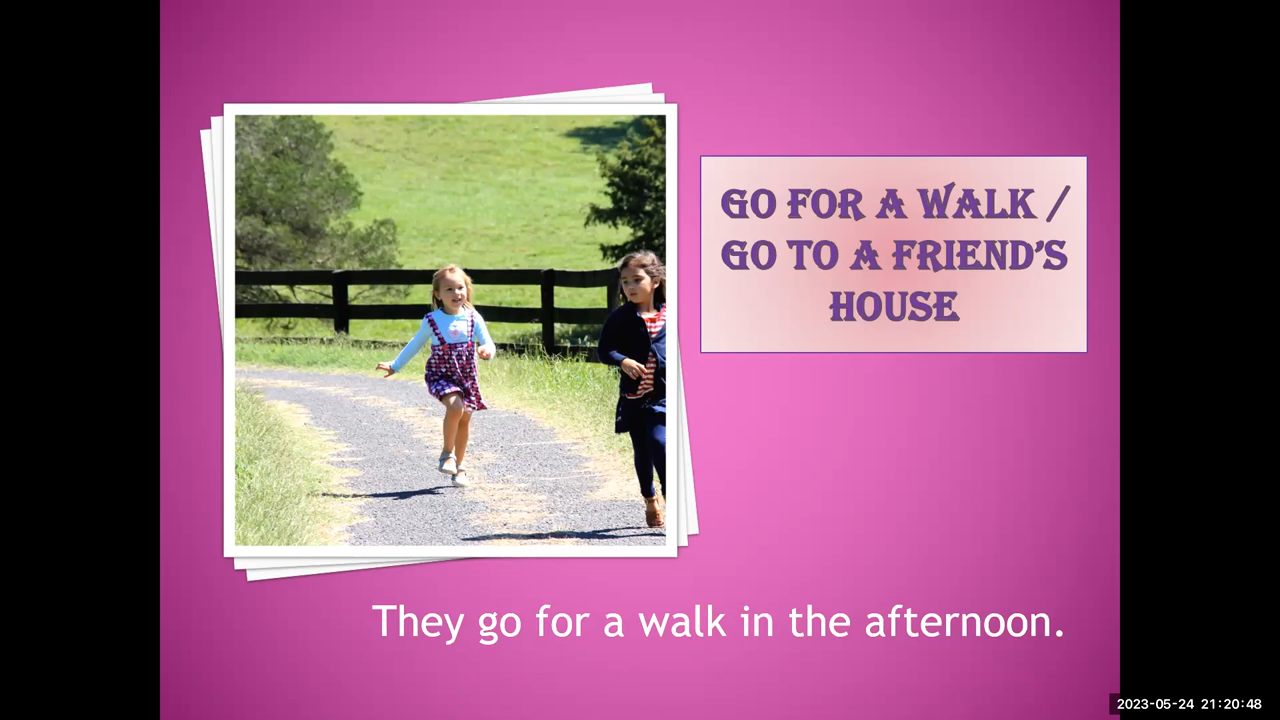 GO FOR A WALK /
GO TO A FRIEND’S
HOUSE
They go for a walk in the afternoon.
2023-05-24 21:20:48